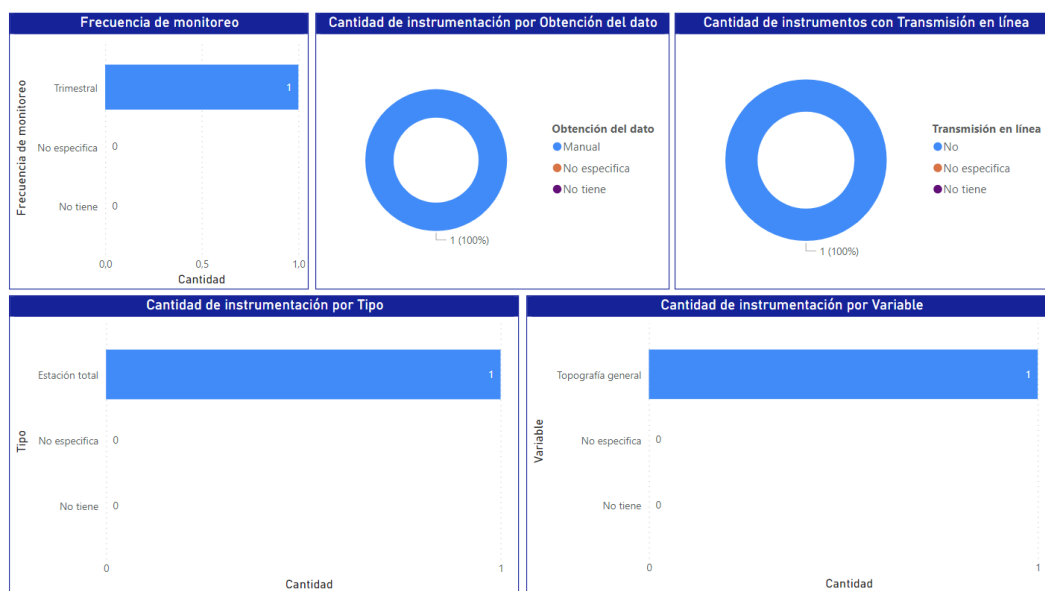 Frecuencia de monitoreo
Frecuencia de monitoreo
Trimestral
1
No especifica
0
No tiene
0
0.0
0.5
1.0
Cantidad
Cantidad de instrumentación por Obtención del dato
1 (100%)
Obtención del dato
Manual
No especifica
No tiene
Cantidad de instrumentos con Transmisión en línea
1 (100%)
Transmisión en línea
No
No especifica
No tiene
Cantidad de instrumentación por Tipo
Tipo
Estación total
1
No especifica
0
No tiene
0
0
1
Cantidad
Cantidad de instrumentación por Variable
Variable
Topografía general
1
No especifica
0
No tiene
0
0
1
Cantidad